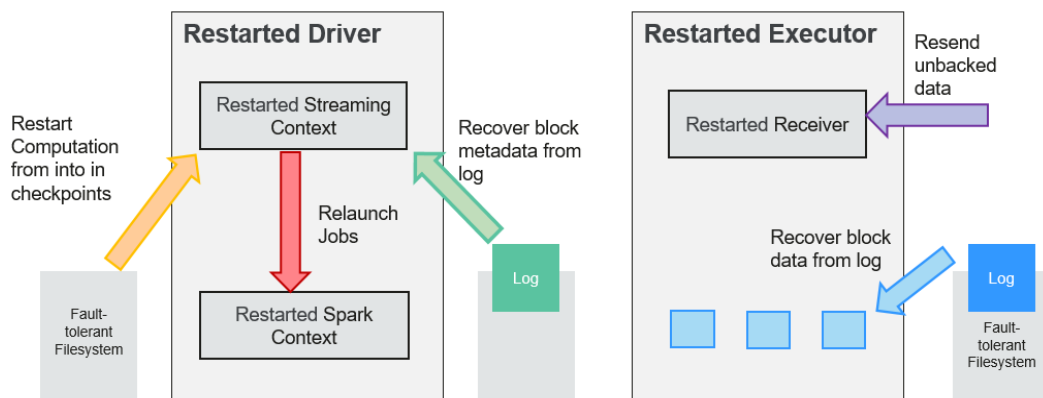 Restarted Driver
Restarted Streaming
Context
Restart
Computation
from into in
checkpoints
Recover block
metadata from
log
Relaunch
Jobs
Restarted Spark
Context
Fault-
tolerant
Filesystem
Log
Restarted Executor
Restarted Receiver
Resend
unbacked
data
Recover block
data from log
Log
Fault-
tolerant
Filesystem